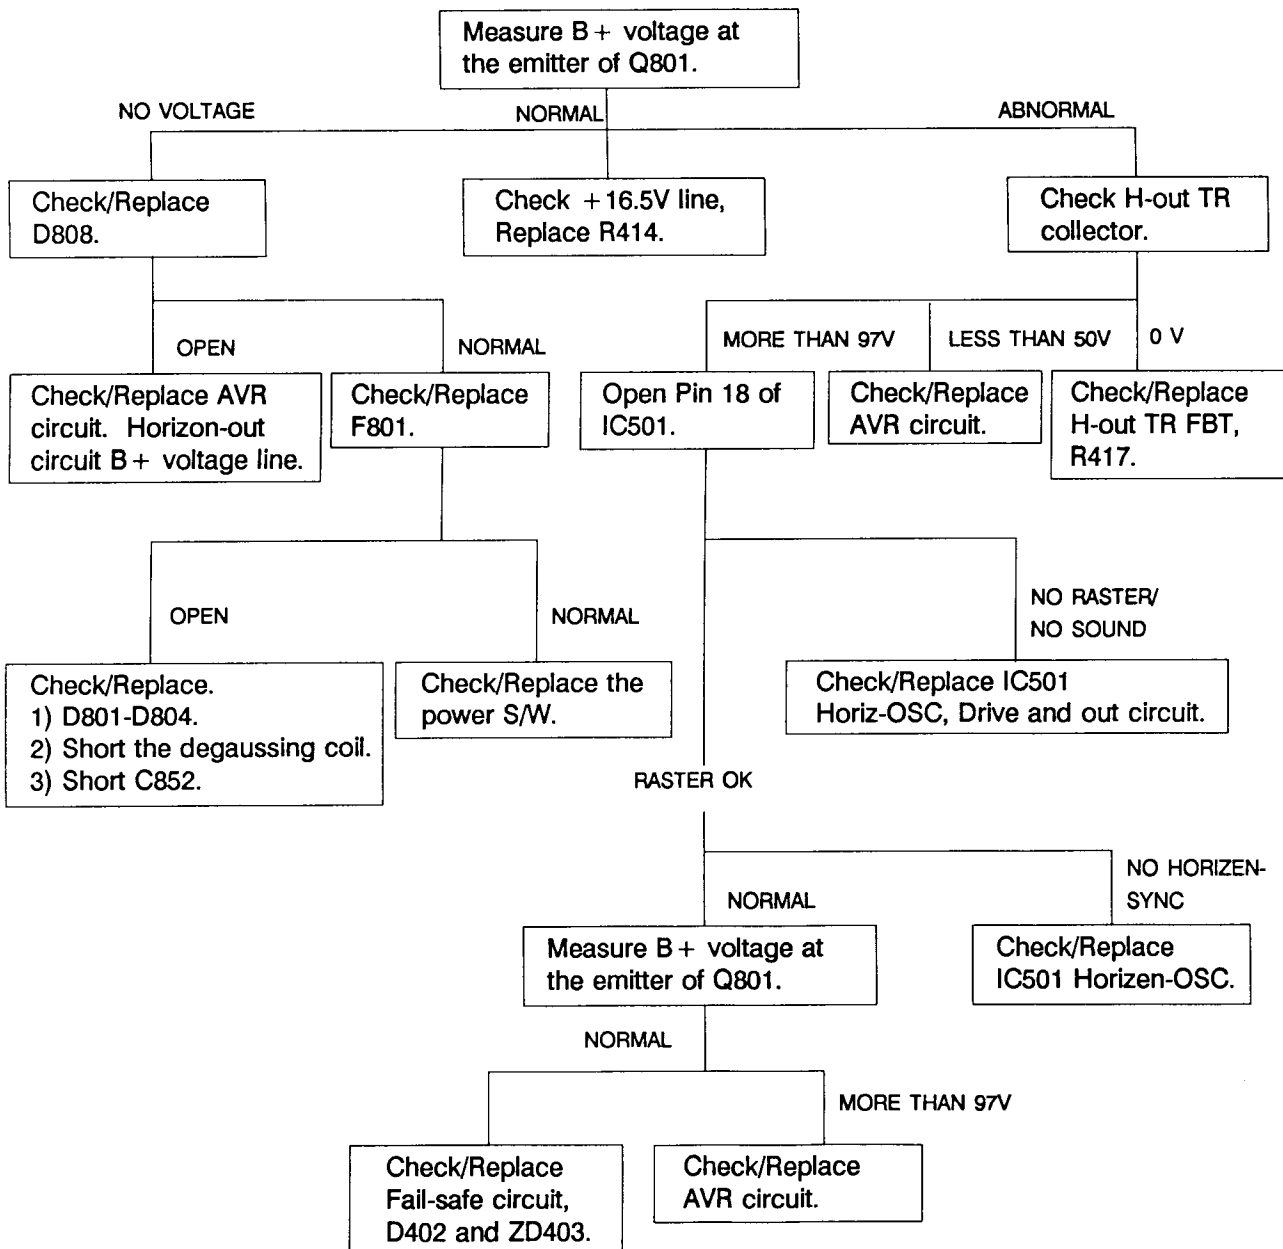 Measure B+ voltage at
the emitter of Q801.
NO VOLTAGE
NORMAL
ABNORMAL
Check/Replace
D808.
Check +16.5V line,
Replace R414.
Check H-out TR
collector.
OPEN
NORMAL
MORE THAN 97V
LESS THAN 50V
0 V
Check/Replace AVR
circuit. Horizon-out
circuit B+ voltage line.
Check/Replace
F801.
Open Pin 18 of
IC501.
Check/Replace
AVR circuit.
Check/Replace
H-out TR FBT,
R417.
OPEN
NORMAL
NO RASTER/
NO SOUND
Check/Replace.
1) D801-D804.
2) Short the degaussing coil.
3) Short C852.
Check/Replace the
power S/W.
Check/Replace IC501
Horiz-OSC, Drive and out circuit.
RASTER OK
NORMAL
NO HORIZEN-
SYNC
Measure B+ voltage at
the emitter of Q801.
Check/Replace
IC501 Horizen-OSC.
NORMAL
MORE THAN 97V
Check/Replace
Fail-safe circuit,
D402 and ZD403.
Check/Replace
AVR circuit.